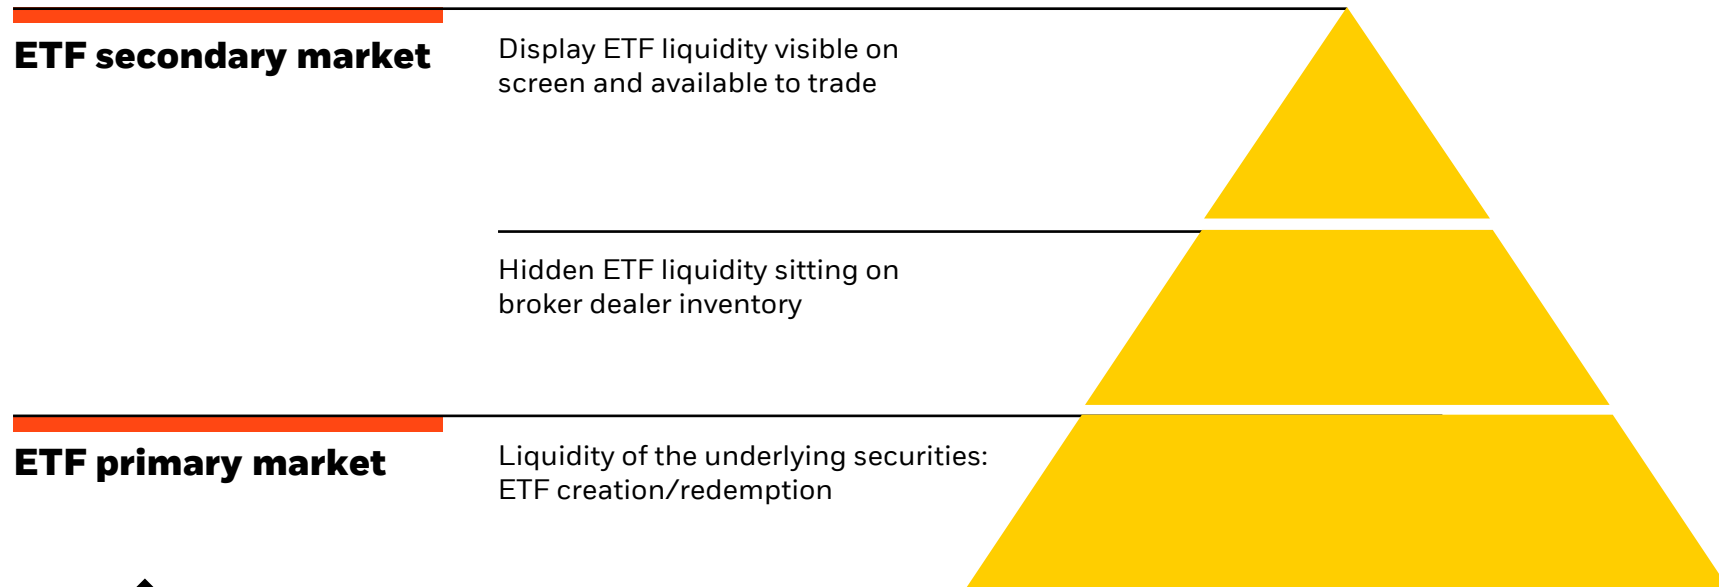 ETF secondary market
Display ETF liquidity visible on
screen and available to trade
Hidden ETF liquidity sitting on
broker dealer inventory
ETF primary market
Liquidity of the underlying securities:
ETF creation/redemption